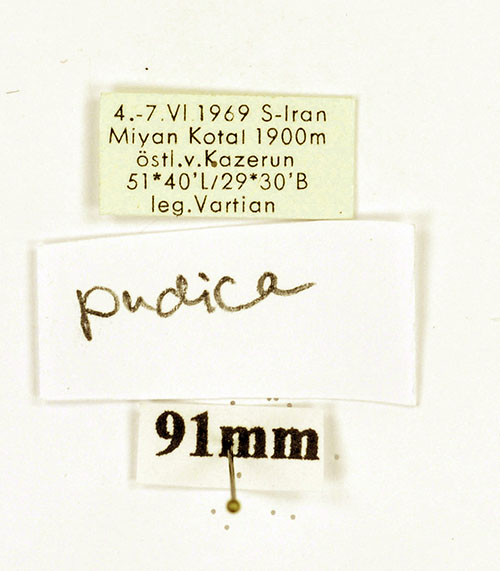 4.-7.VI.1969 S-Iran
Miyan Kotal 1900m
östl.v.Kazerun
51*40'L/29*30'B
leg.Vartian
pudica
91mm